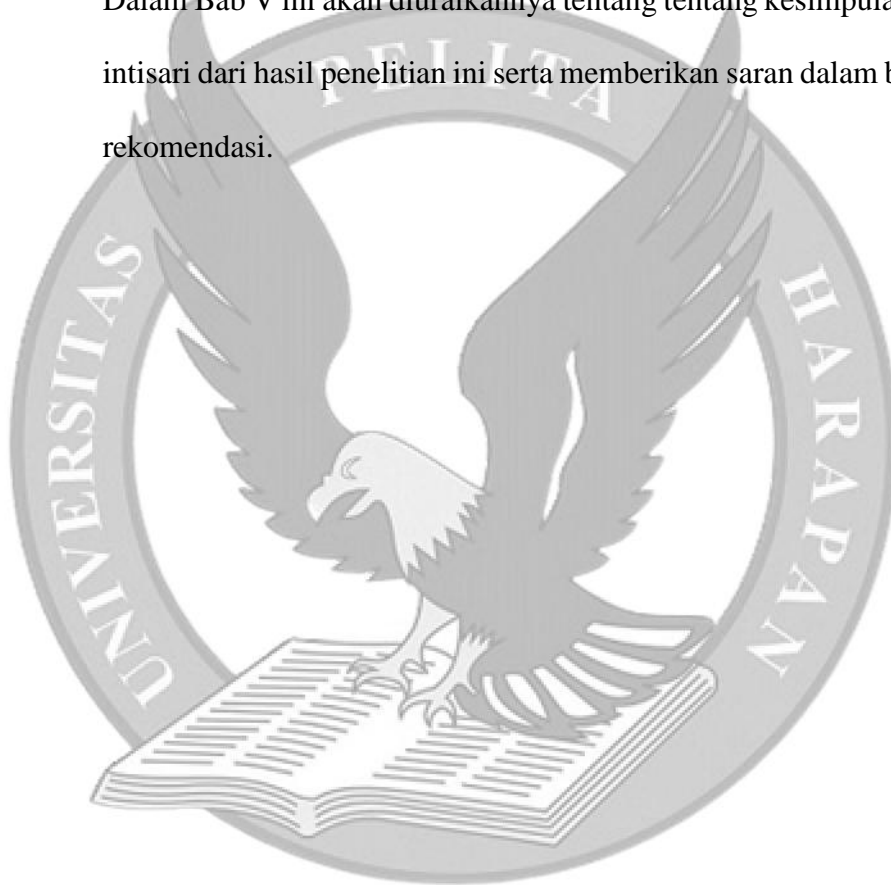 Dalam Bab V ini akan diuraikannya tentang tentang kesimpula
intisari dari hasil penelitian ini serta memberikan saran dalam b
rekomendasi.
UNIVERSITAS PELITA HARAPAN